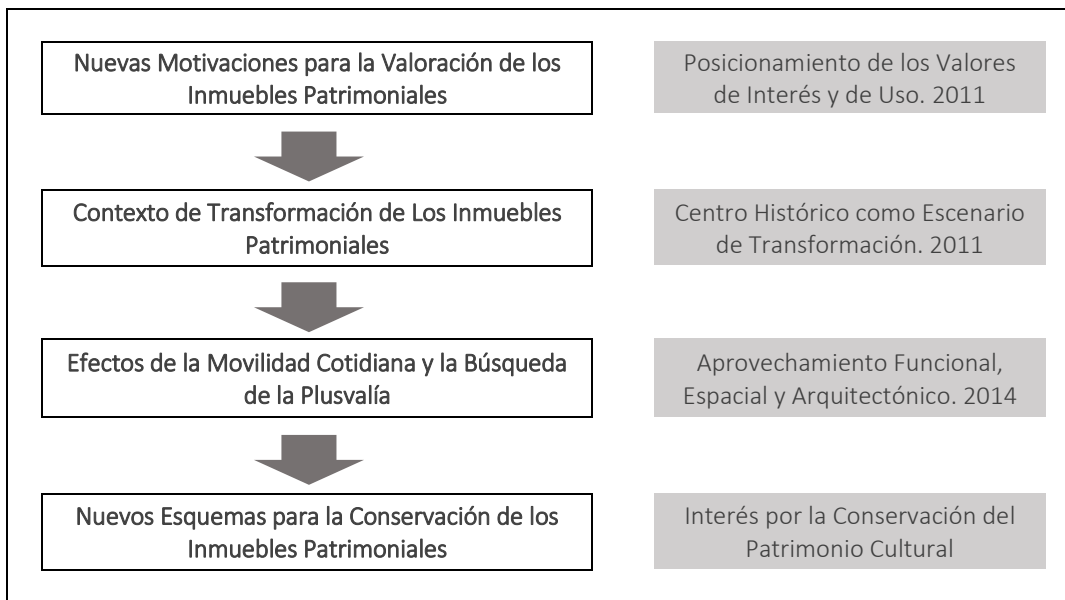 Nuevas Motivaciones para la Valoración de los
Inmuebles Patrimoniales
Posicionamiento de los Valores
de Interés y de Uso. 2011
Contexto de Transformación de Los Inmuebles
Patrimoniales
Centro Histórico como Escenario
de Transformación. 2011
Efectos de la Movilidad Cotidiana y la Búsqueda
de la Plusvalía
Aprovechamiento Funcional,
Espacial y Arquitectónico. 2014
Nuevos Esquemas para la Conservación de los
Inmuebles Patrimoniales
Interés por la Conservación del
Patrimonio Cultural